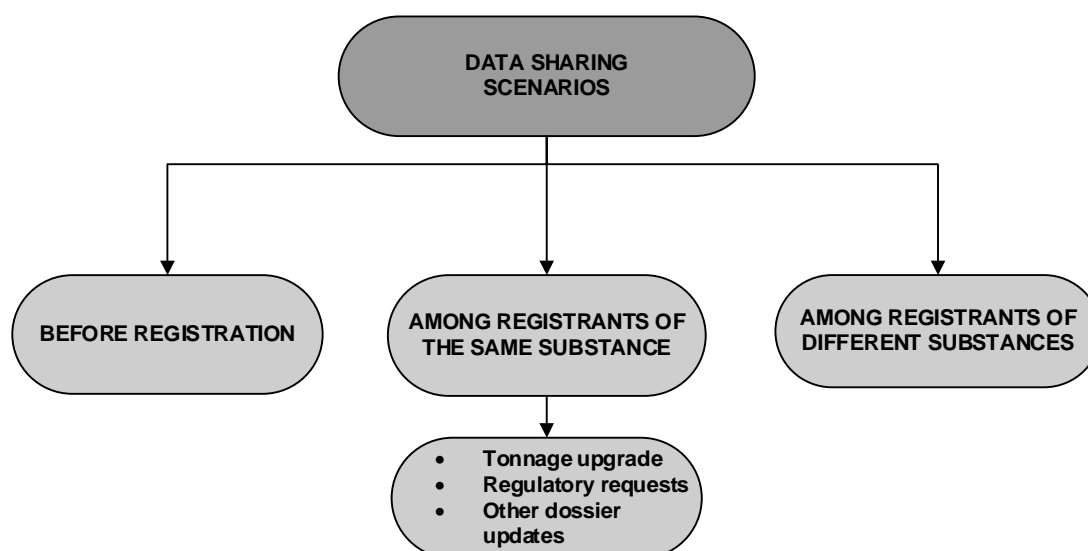 DATA SHARING
SCENARIOS
BEFORE REGISTRATION
AMONG REGISTRANTS OF
THE SAME SUBSTANCE
AMONG REGISTRANTS OF
DIFFERENT SUBSTANCES
• Tonnage upgrade
• Regulatory requests
• Other dossier
updates